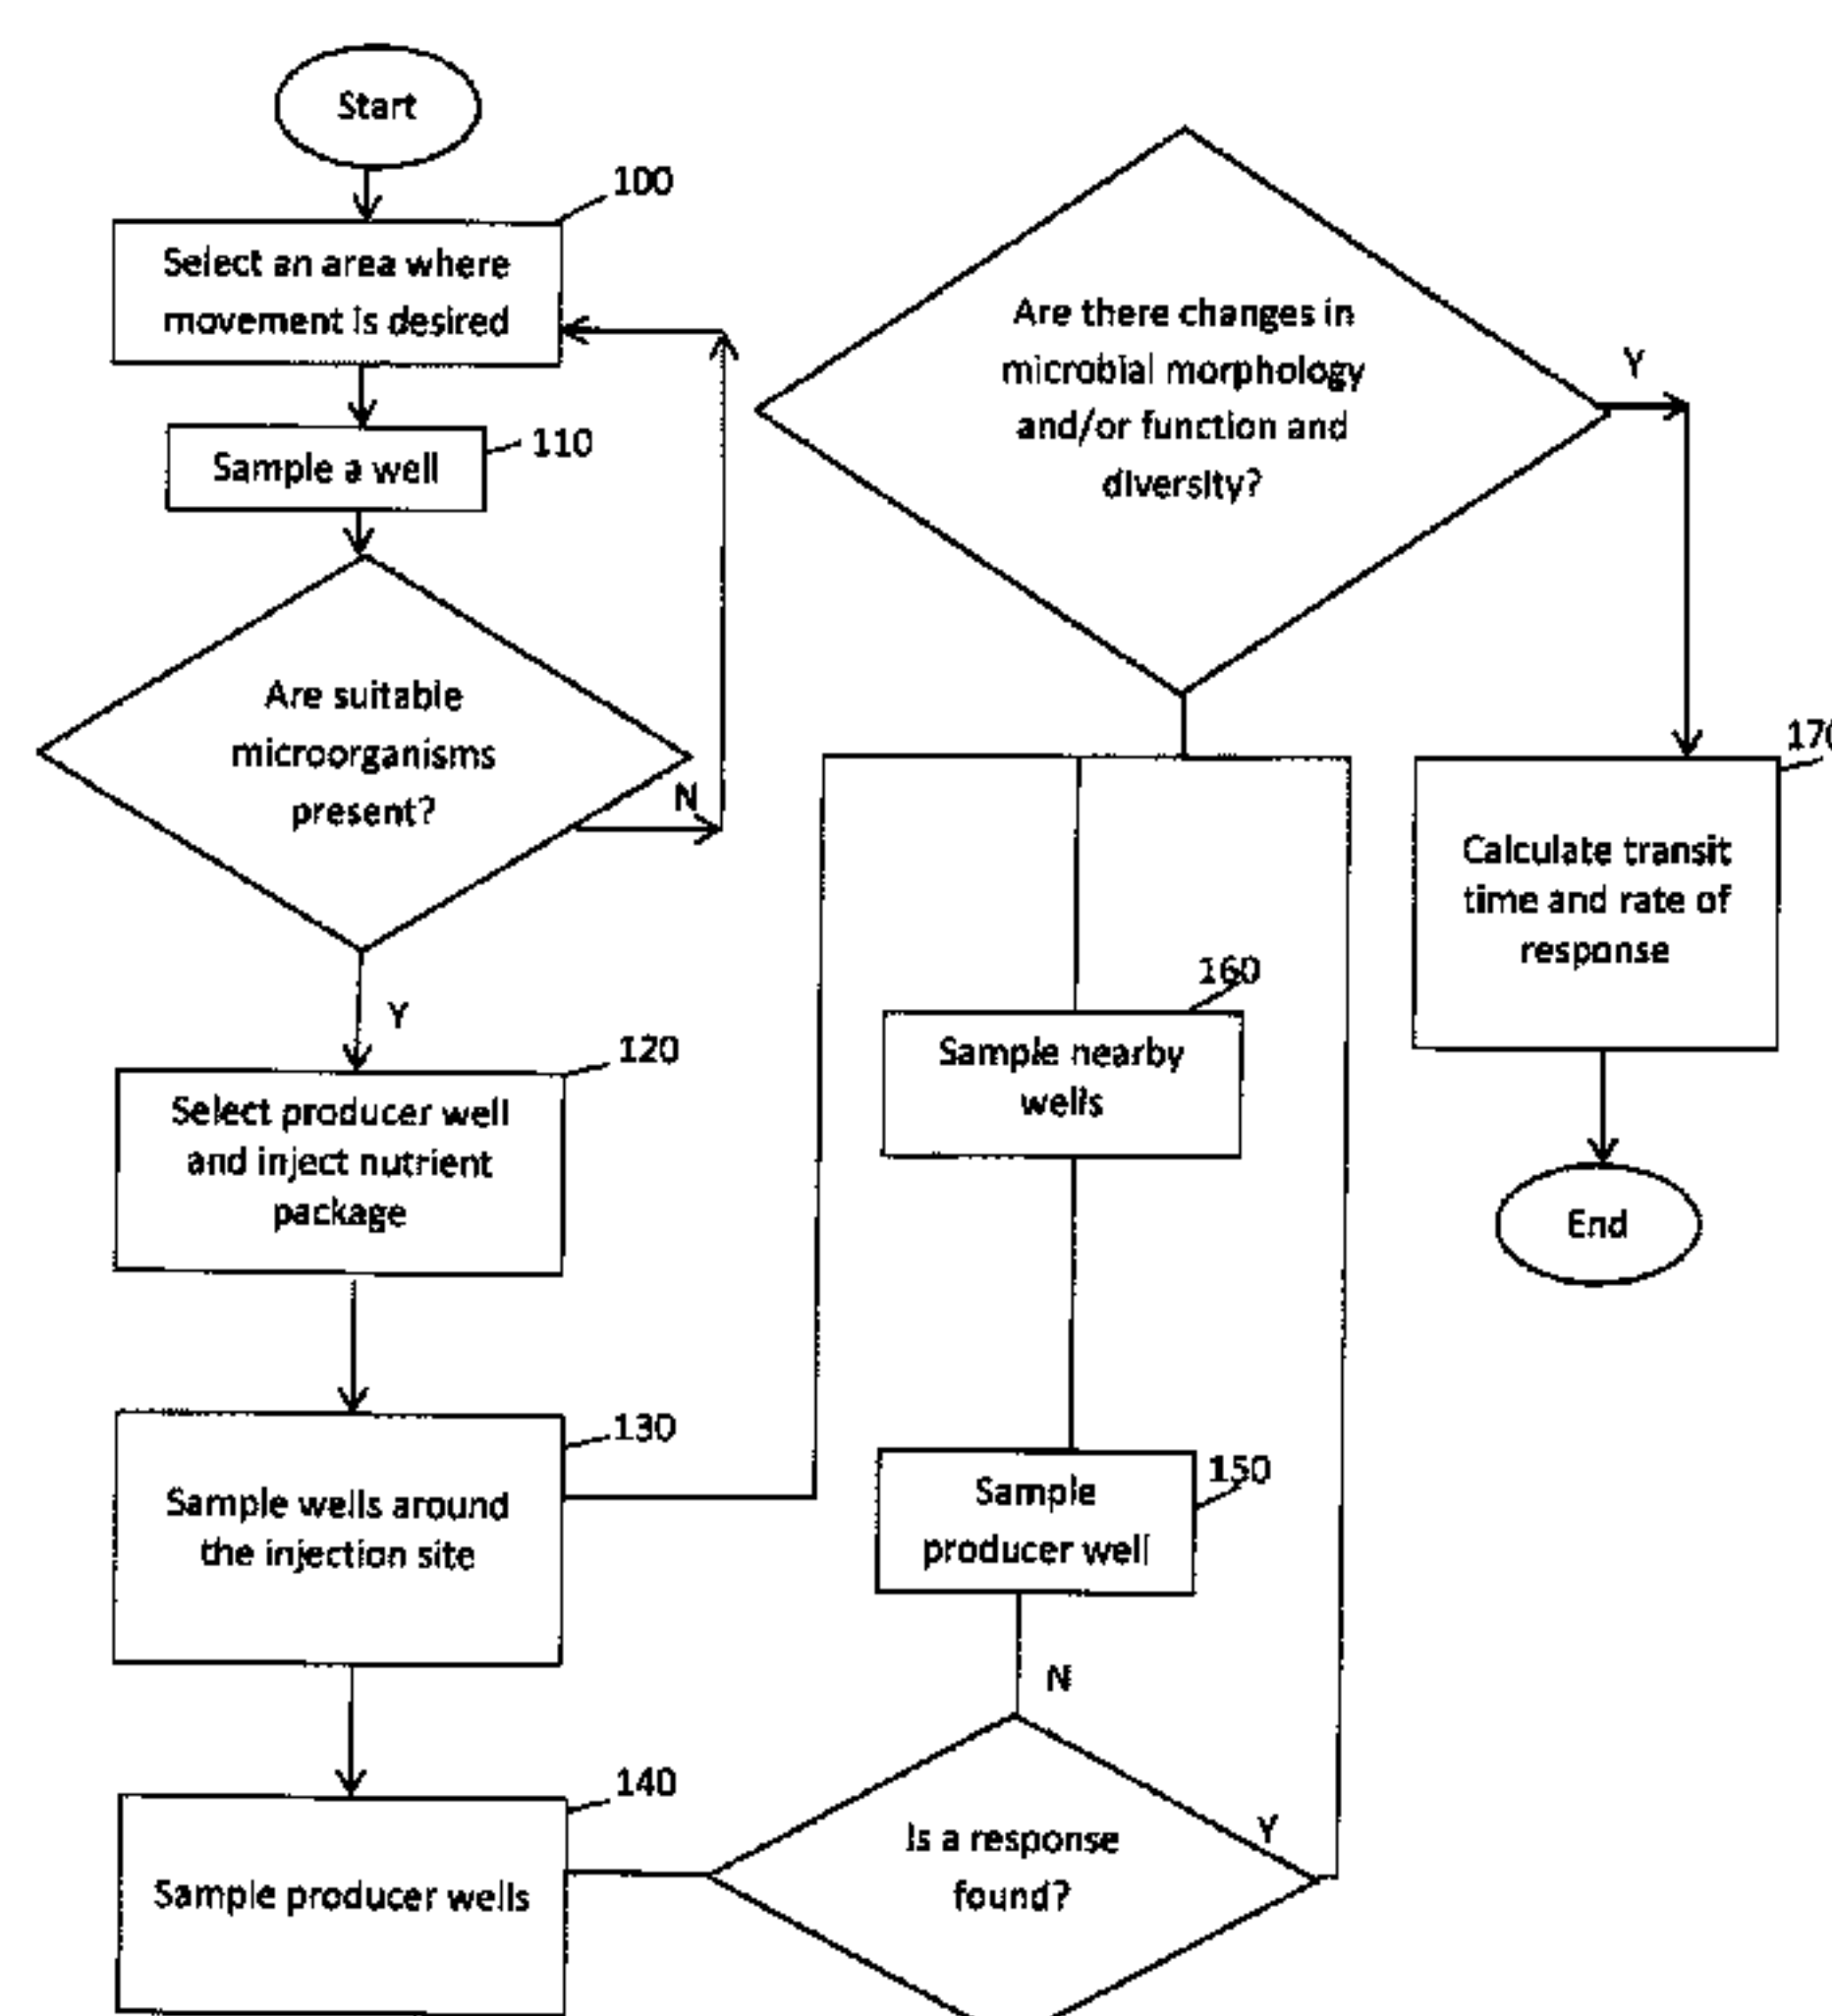 Start
100
Select an area where
movement is desired
110
Sample a well
Are suitable
microorganisms
present?
N
Y
120
Select producer well
and inject nutrient
package
130
Sample wells around
the injection site
140
Sample producer wells
Are there changes in
microbial morphology
and/or function and
diversity?
Y
160
Sample nearby
wells
150
Sample
producer well
N
Is a response
found?
Y
170
Calculate transit
time and rate of
response
End